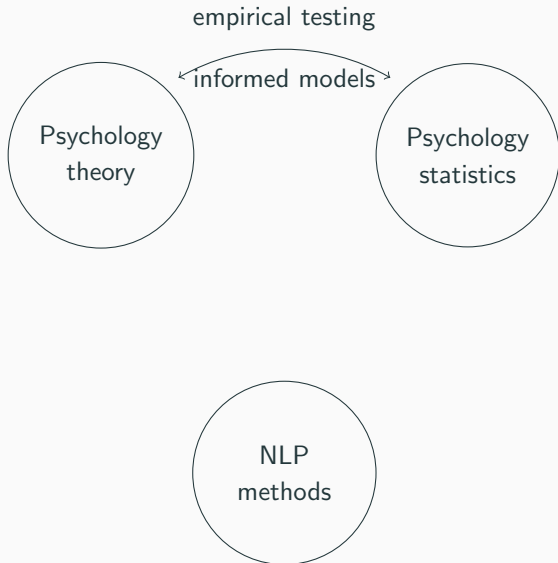 empirical testing
informed models
Psychology
theory
Psychology
statistics
NLP
methods